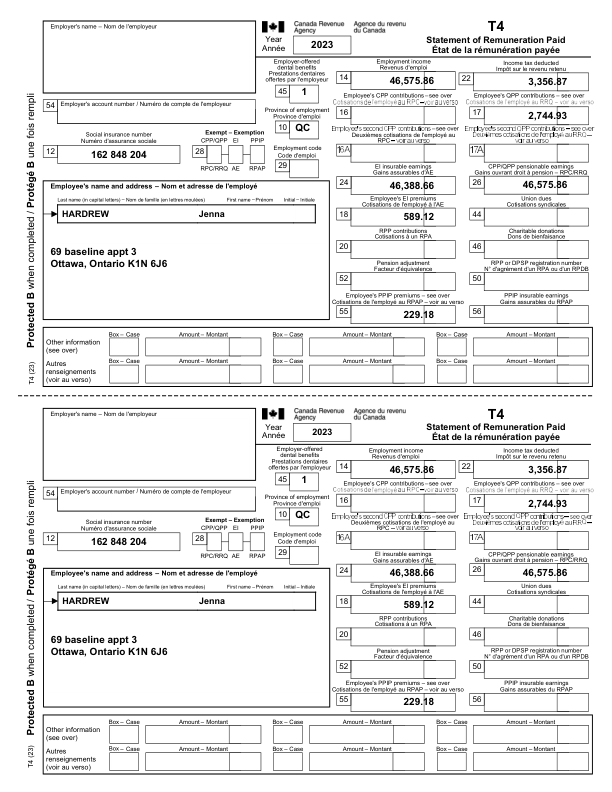 Employer's name – Nom de l'employeur
Canada Revenue Agency
Agence du revenu du Canada
T4
Statement of Remuneration Paid
État de la rémunération payée
Year
Année
2023
Employer-offered dental benefits
Prestations dentaires offertes par l'employeur
45 1
Employment income
Revenus d'emploi
14 46,575.86
Income tax deducted
Impôt sur le revenu retenu
22 3,356.87
54 Employer's account number / Numéro de compte de l'employeur
Province of employment
Province d'emploi
10 QC
Employee's CPP contributions – see over
Cotisations de l'employé au RPC – voir au verso
16
Employee's QPP contributions – see over
Cotisations de l'employé au RRQ – voir au verso
17 2,744.93
Social insurance number
Numéro d'assurance sociale
12 162 848 204
Exempt – Exemption
CPP/QPP EI PPIP
28
RPC/RRQ AE RPAP
Employment code
Code d'emploi
29
Employee's second CPP contributions – see over
Deuxièmes cotisations de l'employé au RPC – voir au verso
16A
Employee's second QPP contributions – see over
Deuxièmes cotisations de l'employé au RRQ – voir au verso
17A
Employee's name and address – Nom et adresse de l'employé
Last name (in capital letters) – Nom de famille (en lettres moulées) First name – Prénom Initial – Initiale
HARDREW Jenna
69 baseline appt 3
Ottawa, Ontario K1N 6J6
EI insurable earnings
Gains assurables d'AE
24 46,388.66
CPP/QPP pensionable earnings
Gains ouvrant droit à pension – RPC/RRQ
26 46,575.86
Employee's EI premiums
Cotisations de l'employé à l'AE
18 589.12
Union dues
Cotisations syndicales
44
RPP contributions
Cotisations à un RPA
20
Charitable donations
Dons de bienfaisance
46
Pension adjustment
Facteur d'équivalence
52
RPP or DPSP registration number
N° d'agrément d'un RPA ou d'un RPDB
50
Employee's PPIP premiums – see over
Cotisations de l'employé au RPAP – voir au verso
55 229.18
PPIP insurable earnings
Gains assurables du RPAP
56
Other information
(see over)
Box – Case Amount – Montant Box – Case Amount – Montant Box – Case Amount – Montant
Autres renseignements
(voir au verso)
Box – Case Amount – Montant Box – Case Amount – Montant Box – Case Amount – Montant
Protected B when completed / Protégé B une fois rempli
T4 (23)
Employer's name – Nom de l'employeur
Canada Revenue Agency
Agence du revenu du Canada
T4
Statement of Remuneration Paid
État de la rémunération payée
Year
Année
2023
Employer-offered dental benefits
Prestations dentaires offertes par l'employeur
45 1
Employment income
Revenus d'emploi
14 46,575.86
Income tax deducted
Impôt sur le revenu retenu
22 3,356.87
54 Employer's account number / Numéro de compte de l'employeur
Province of employment
Province d'emploi
10 QC
Employee's CPP contributions – see over
Cotisations de l'employé au RPC – voir au verso
16
Employee's QPP contributions – see over
Cotisations de l'employé au RRQ – voir au verso
17 2,744.93
Social insurance number
Numéro d'assurance sociale
12 162 848 204
Exempt – Exemption
CPP/QPP EI PPIP
28
RPC/RRQ AE RPAP
Employment code
Code d'emploi
29
Employee's second CPP contributions – see over
Deuxièmes cotisations de l'employé au RPC – voir au verso
16A
Employee's second QPP contributions – see over
Deuxièmes cotisations de l'employé au RRQ – voir au verso
17A
Employee's name and address – Nom et adresse de l'employé
Last name (in capital letters) – Nom de famille (en lettres moulées) First name – Prénom Initial – Initiale
HARDREW Jenna
69 baseline appt 3
Ottawa, Ontario K1N 6J6
EI insurable earnings
Gains assurables d'AE
24 46,388.66
CPP/QPP pensionable earnings
Gains ouvrant droit à pension – RPC/RRQ
26 46,575.86
Employee's EI premiums
Cotisations de l'employé à l'AE
18 589.12
Union dues
Cotisations syndicales
44
RPP contributions
Cotisations à un RPA
20
Charitable donations
Dons de bienfaisance
46
Pension adjustment
Facteur d'équivalence
52
RPP or DPSP registration number
N° d'agrément d'un RPA ou d'un RPDB
50
Employee's PPIP premiums – see over
Cotisations de l'employé au RPAP – voir au verso
55 229.18
PPIP insurable earnings
Gains assurables du RPAP
56
Other information
(see over)
Box – Case Amount – Montant Box – Case Amount – Montant Box – Case Amount – Montant
Autres renseignements
(voir au verso)
Box – Case Amount – Montant Box – Case Amount – Montant Box – Case Amount – Montant
Protected B when completed / Protégé B une fois rempli
T4 (23)